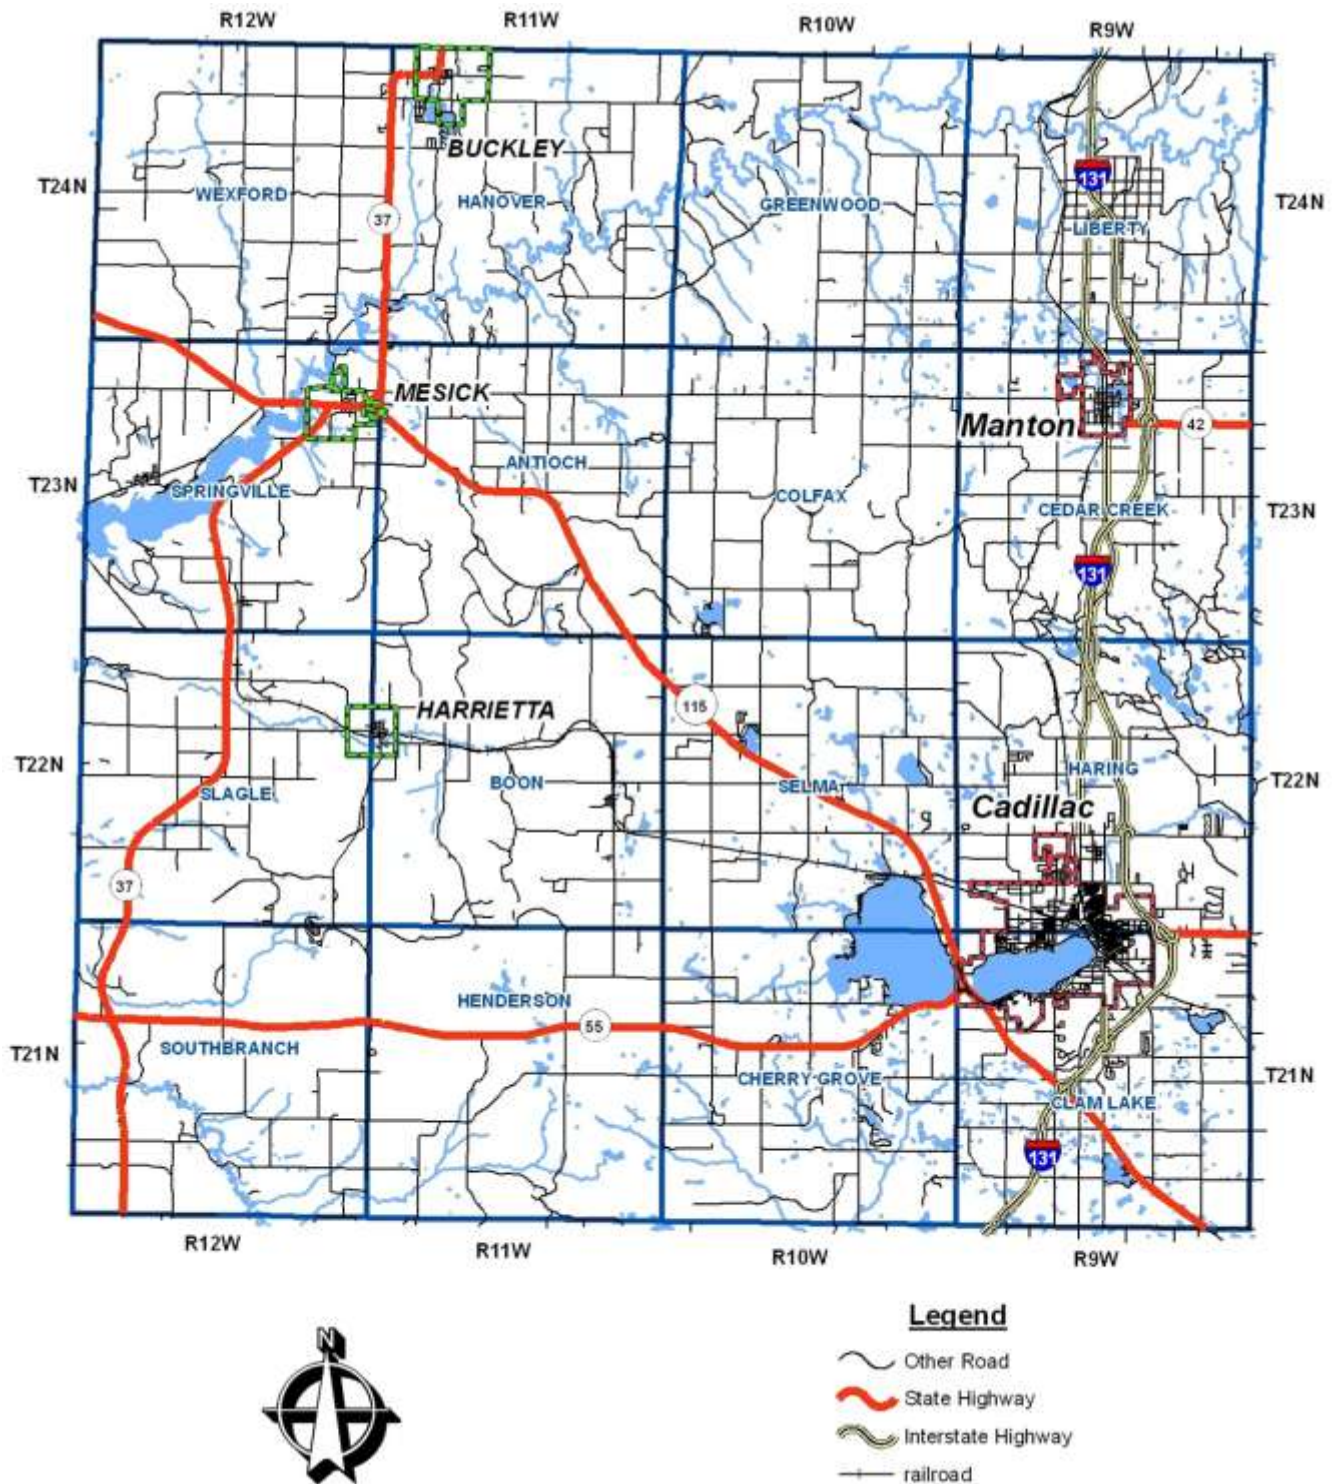 R12W
R11W
R10W
R9W
BUCKLEY
131
T24N
WEXFORD
HANOVER
GREENWOOD
T24N
37
LIBERTY
MESICK
Manton
42
ANTIOCH
T23N
SPRINGVILLE
COLFAX
CEDAR CREEK
T23N
131
HARRIETTA
115
T22N
BOON
SELMA
HARING
T22N
SLAGLE
Cadillac
37
HENDERSON
55
SOUTHBRANCH
T21N
CHERRY GROVE
T21N
CLAM LAKE
131
R12W
R11W
R10W
R9W
Legend
N
Other Road
State Highway
Interstate Highway
railroad